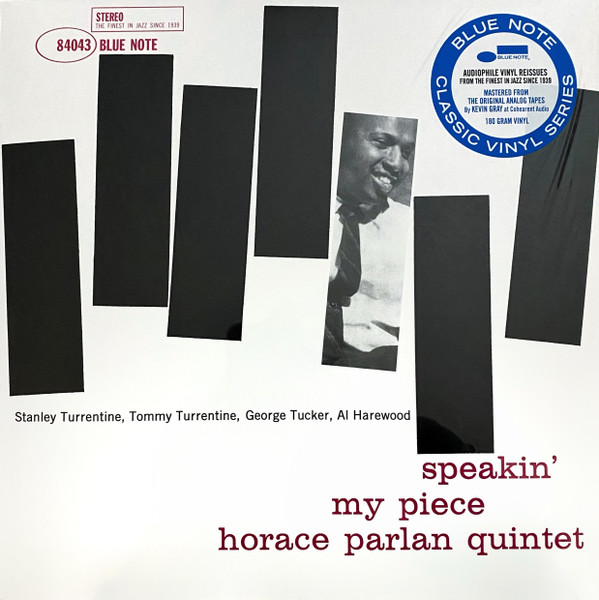 STEREO
THE FINEST IN JAZZ SINCE 1939
84043 BLUE NOTE
BLUE NOTE
BLUE NOTE
AUDIOPHILE VINYL REISSUES
FROM THE FINEST IN JAZZ SINCE 1939
MASTERED FROM
THE ORIGINAL ANALOG TAPES
By KEVIN GRAY at Cohearent Audio
180 GRAM VINYL
CLASSIC VINYL SERIES
Stanley Turrentine, Tommy Turrentine, George Tucker, Al Harewood
speakin'
my piece
horace parlan quintet